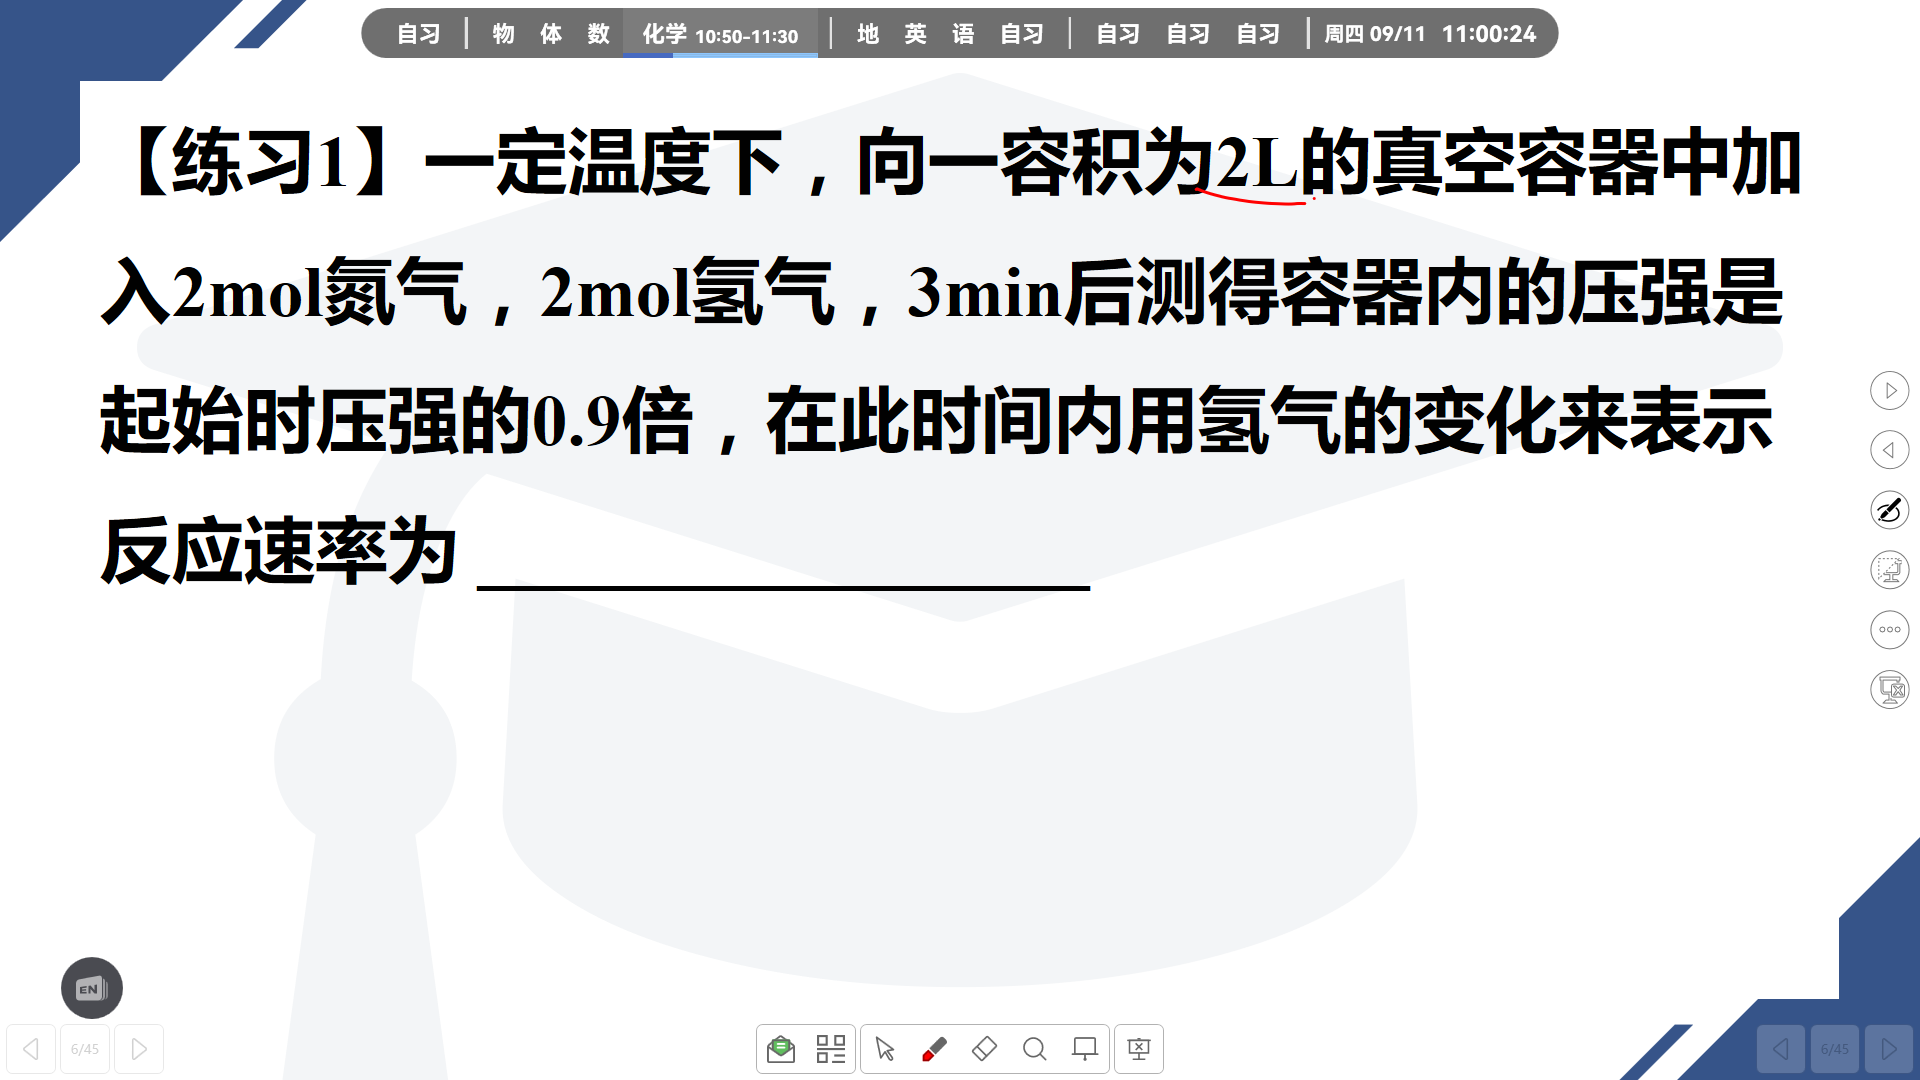 自习 | 物 体 数 化学 10:50-11:30 | 地 英 语 自习 | 自习 自习 自习 | 周四 09/11 11:00:24
【练习1】一定温度下，向一容积为2L的真空容器中加
入2mol氮气，2mol氢气，3min后测得容器内的压强是
起始时压强的0.9倍，在此时间内用氢气的变化来表示
反应速率为 ________________
EN
6/45
6/45